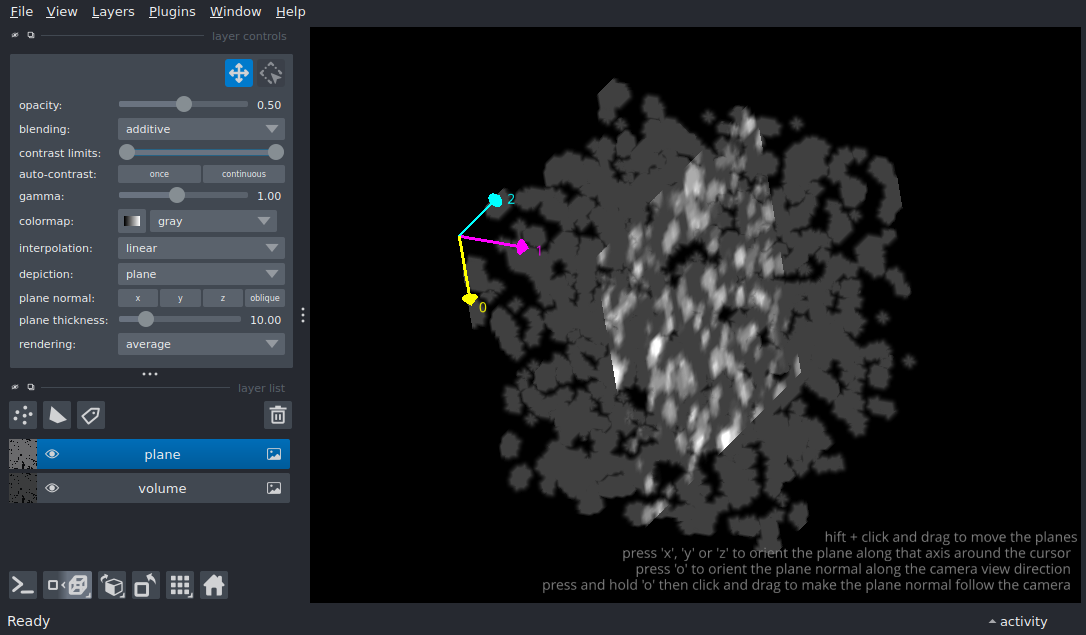 File View Layers Plugins Window Help
layer controls
opacity: 0.50
blending: additive
contrast limits:
auto-contrast: once continuous
gamma: 1.00
colormap: gray
interpolation: linear
depiction: plane
plane normal: x y z oblique
plane thickness: 10.00
rendering: average
layer list
plane
volume
2
1
0
hift + click and drag to move the planes
press 'x', 'y' or 'z' to orient the plane along that axis around the cursor
press 'o' to orient the plane normal along the camera view direction
press and hold 'o' then click and drag to make the plane normal follow the camera
Ready
activity